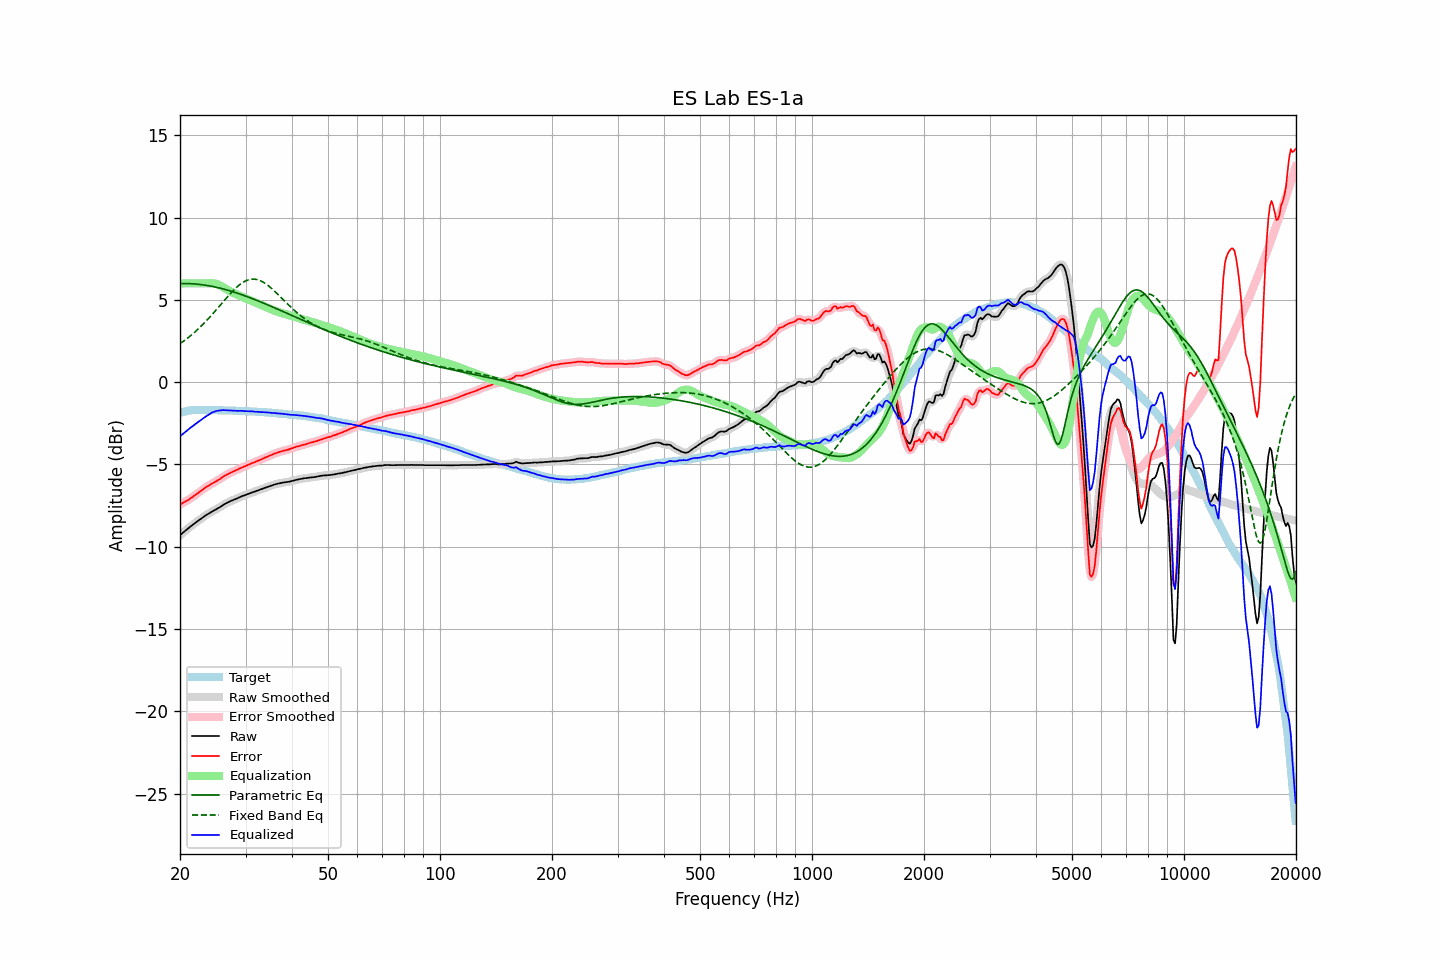 ES Lab ES-1a
15
10
5
0
−5
−10
−15
−20
−25
Amplitude (dBr)
Target
Raw Smoothed
Error Smoothed
Raw
Error
Equalization
Parametric Eq
Fixed Band Eq
Equalized
20 50 100 200 500 1000 2000 5000 10000 20000
Frequency (Hz)